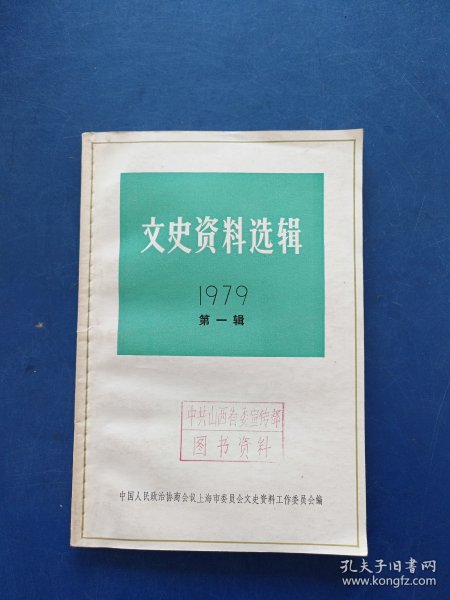 文史资料选辑
1979
第一辑
中共山西省委宣传部
图书资料
中国人民政治协商会议上海市委员会文史资料工作委员会编
孔夫子旧书网
www.kongfz.com